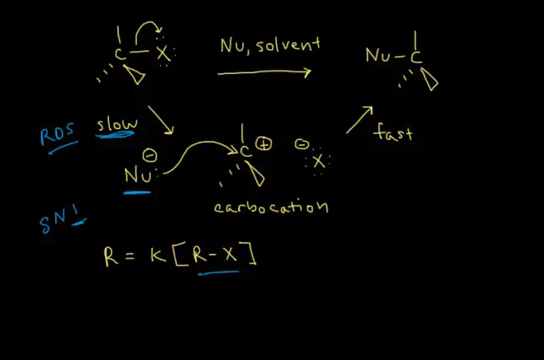 C — X Nu, solvent Nu – C
RDS slow fast
Nu: ⊖ C ⊕ ⊖ X
carbocation
SN1
R = K [R – X]